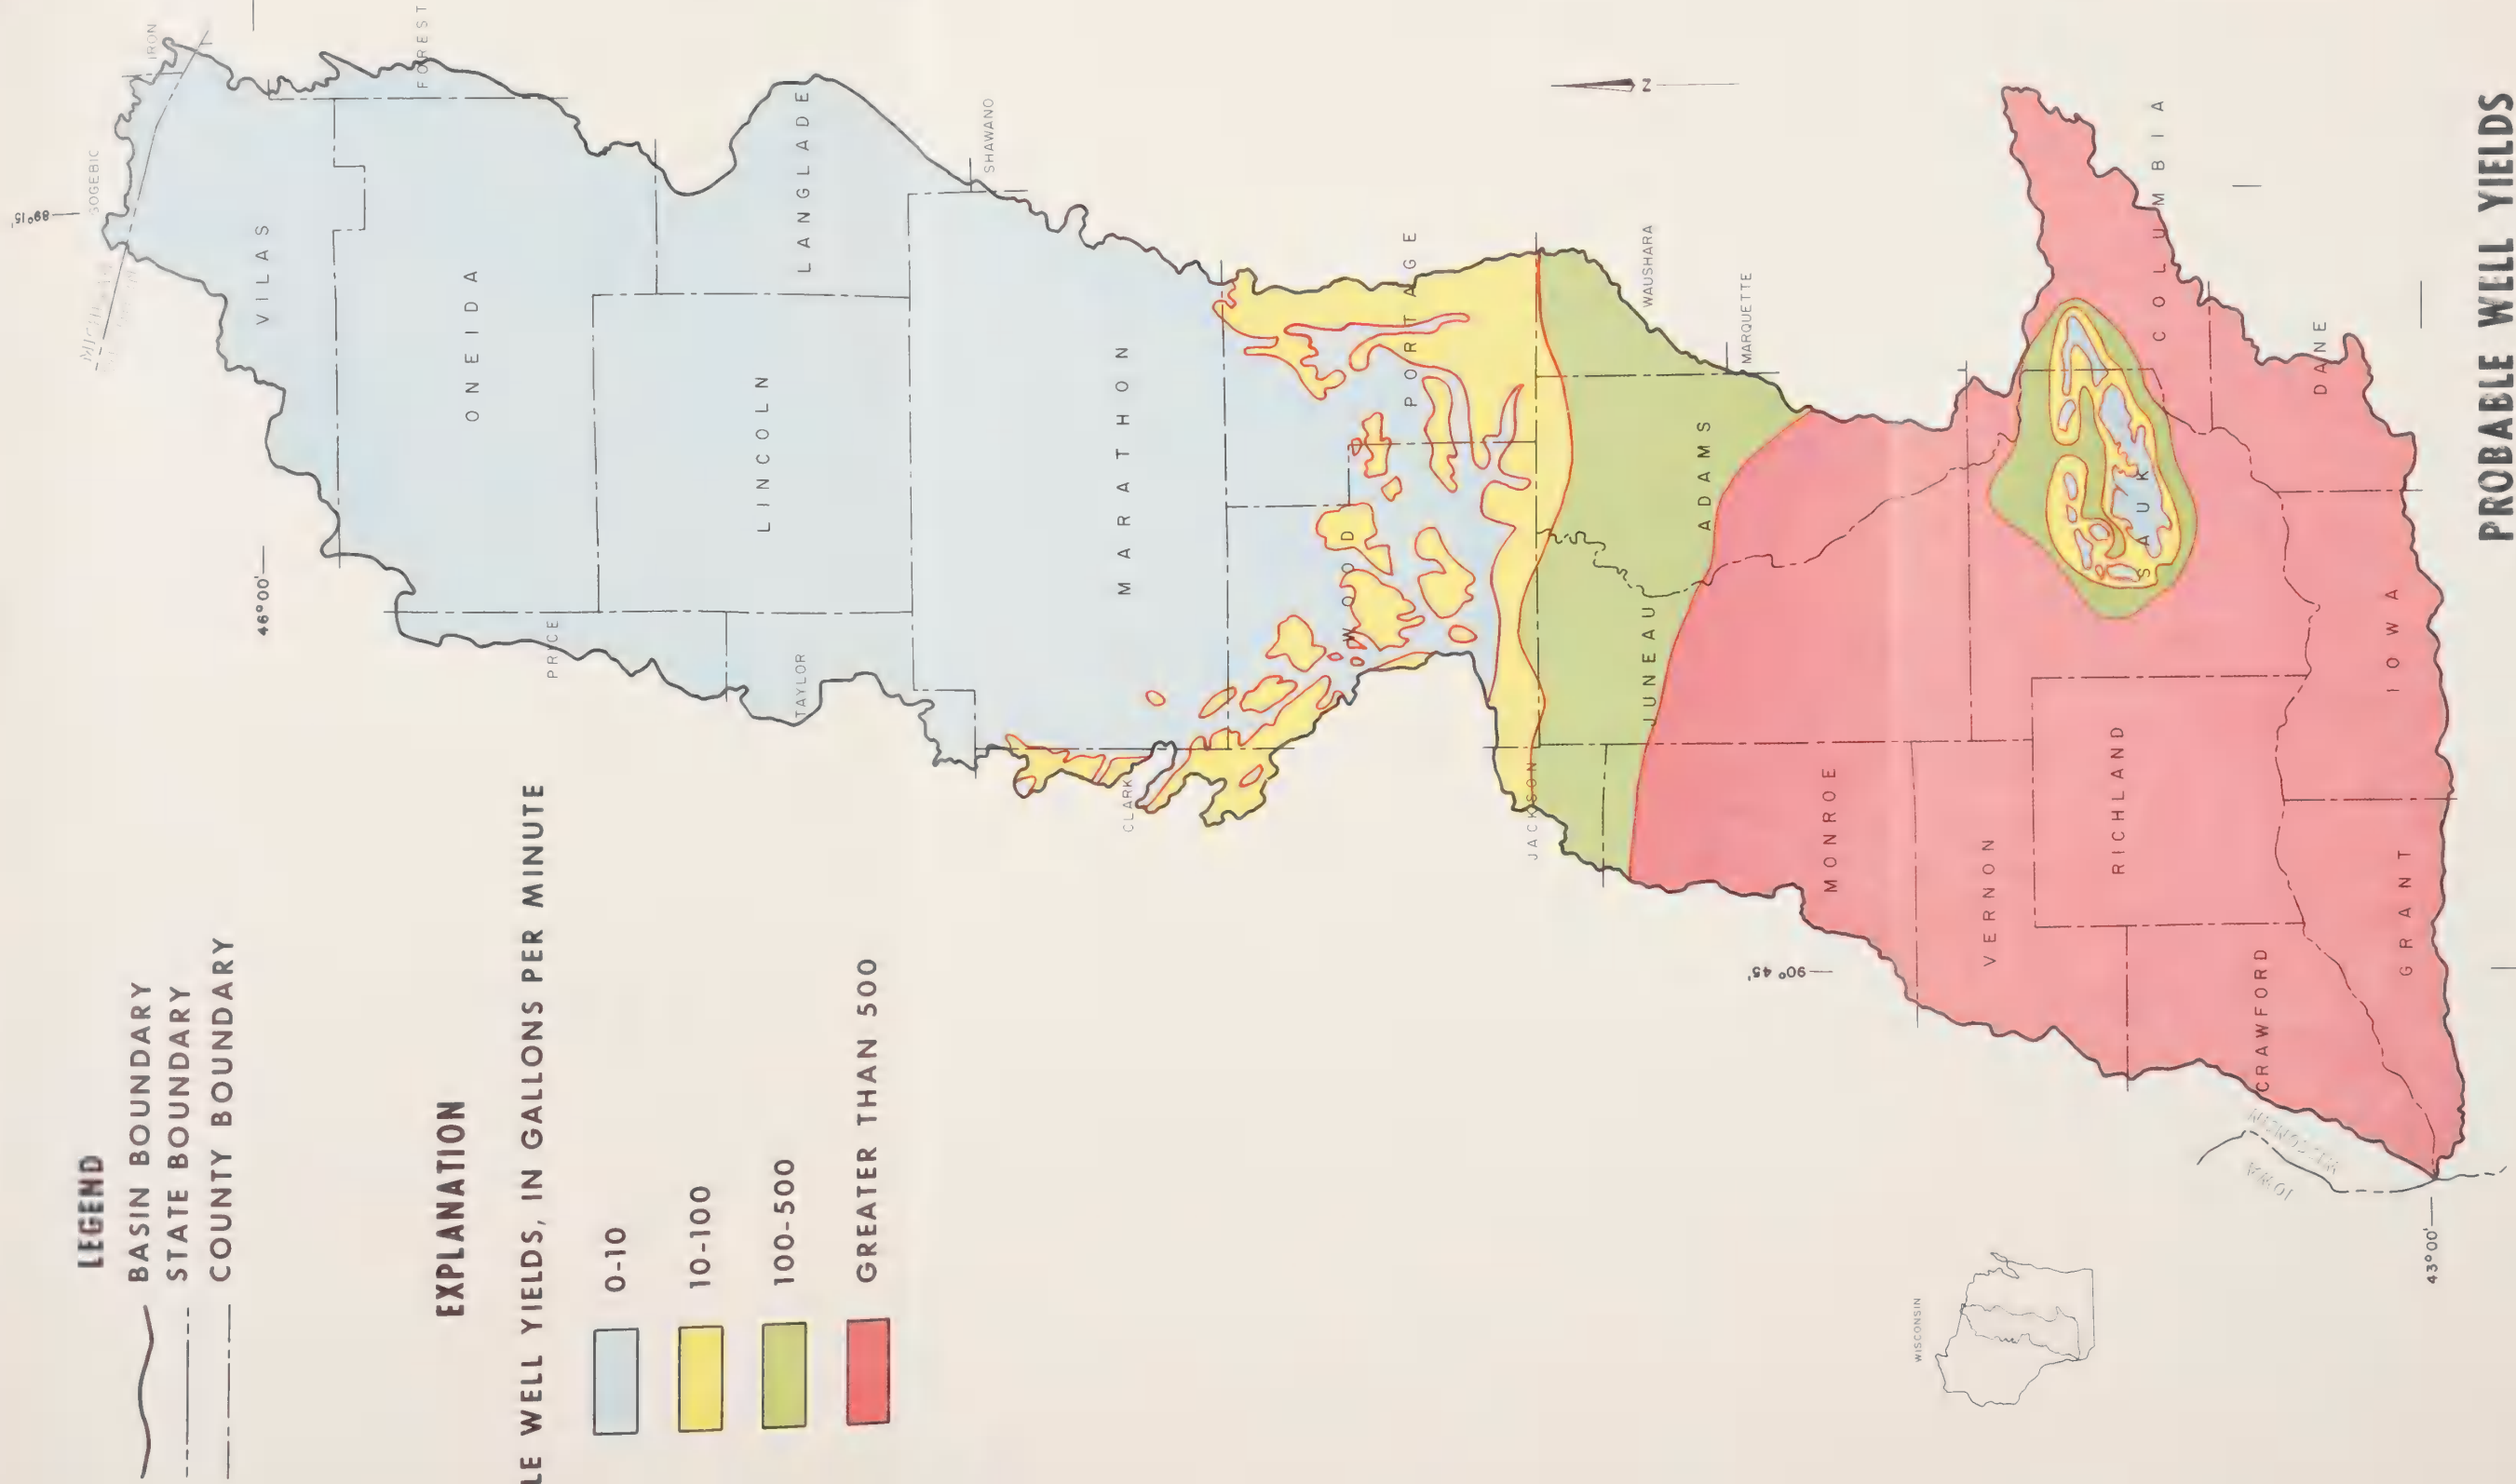 LEGEND
BASIN BOUNDARY
STATE BOUNDARY
COUNTY BOUNDARY
EXPLANATION
LE WELL YIELDS, IN GALLONS PER MINUTE
0-10
10-100
100-500
GREATER THAN 500
89°15'
GOGEBIC
IRON
VILAS
FOREST
46°00'
ONEIDA
PRICE
LINCOLN
LANGLADE
TAYLOR
SHAWANO
MARATHON
CLARK
WOOD
PORTAGE
JACKSON
JUNEAU
ADAMS
WAUSHARA
MARQUETTE
N
90°45'
MONROE
VERNON
RICHLAND
SAUK
COLUMBIA
CRAWFORD
DANE
IOWA
GRANT
WISCONSIN
IOWA
43°00'
WISCONSIN
PROBABLE WELL YIELDS